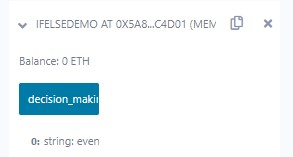 IFELSEDEMO AT 0X5A8...C4D01 (MEM
Balance: 0 ETH
decision_makin
0: string: even